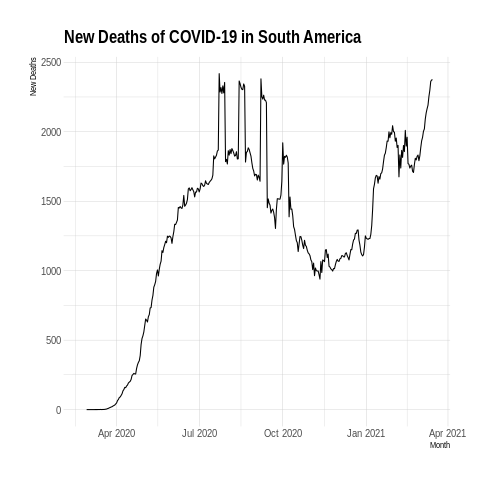 New Deaths of COVID-19 in South America
New Deaths
2500
2000
1500
1000
500
0
Apr 2020 Jul 2020 Oct 2020 Jan 2021 Apr 2021
Month